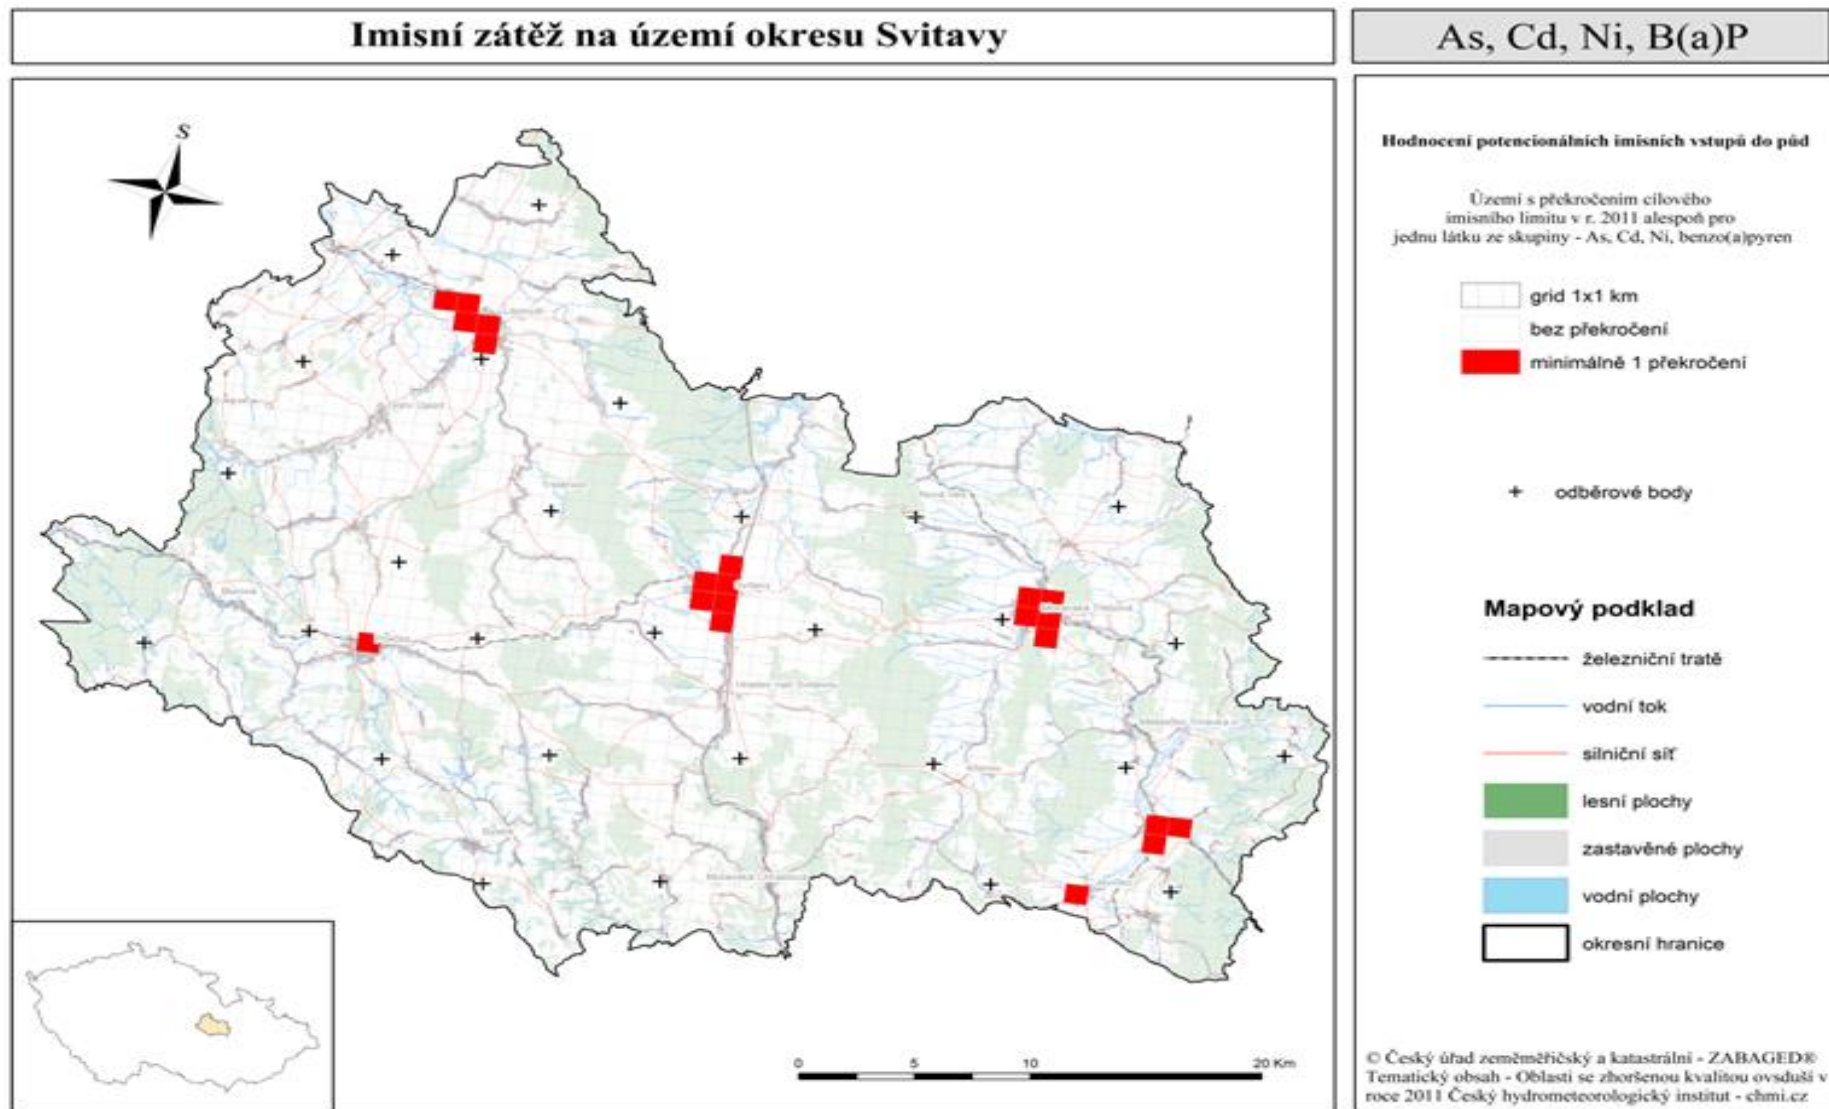 Imisní zátěž na území okresu Svitavy
As, Cd, Ni, B(a)P
S
Hodnocení potencionálních imisních vstupů do půd
Území s překročením cílového
imisního limitu v r. 2011 alespoň pro
jednu látku ze skupiny - As, Cd, Ni, benzo(a)pyren
grid 1x1 km
bez překročení
minimálně 1 překročení
odběrové body
Mapový podklad
železniční tratě
vodní tok
silniční síť
lesní plochy
zastavěné plochy
vodní plochy
okresní hranice
0 5 10 20 Km
© Český úřad zeměměřičský a katastrální - ZABAGED®
Tematický obsah - Oblasti se zhoršenou kvalitou ovsduší v
roce 2011 Český hydrometeorologický institut - chmi.cz